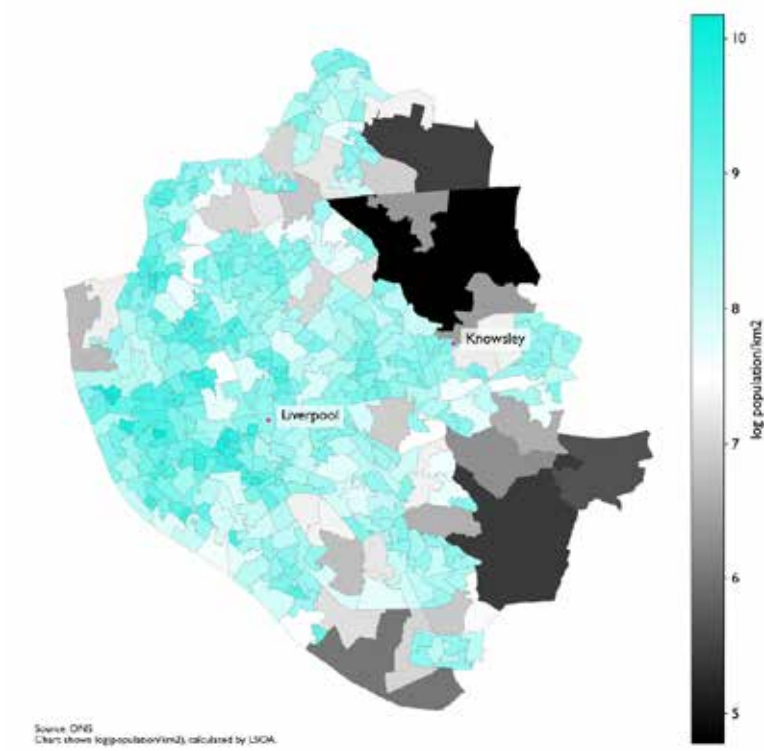 10
9
8
7
6
5
log population/km2
Knowsley
Liverpool
Source: ONS
Chart shows log(population/km2), calculated by LSOA.